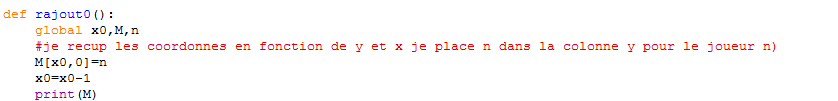 def rajout0():
    global x0,M,n
    #je recup les coordonnes en fonction de y et x je place n dans la colonne y pour le joueur n)
    M[x0,0]=n
    x0=x0-1
    print(M)